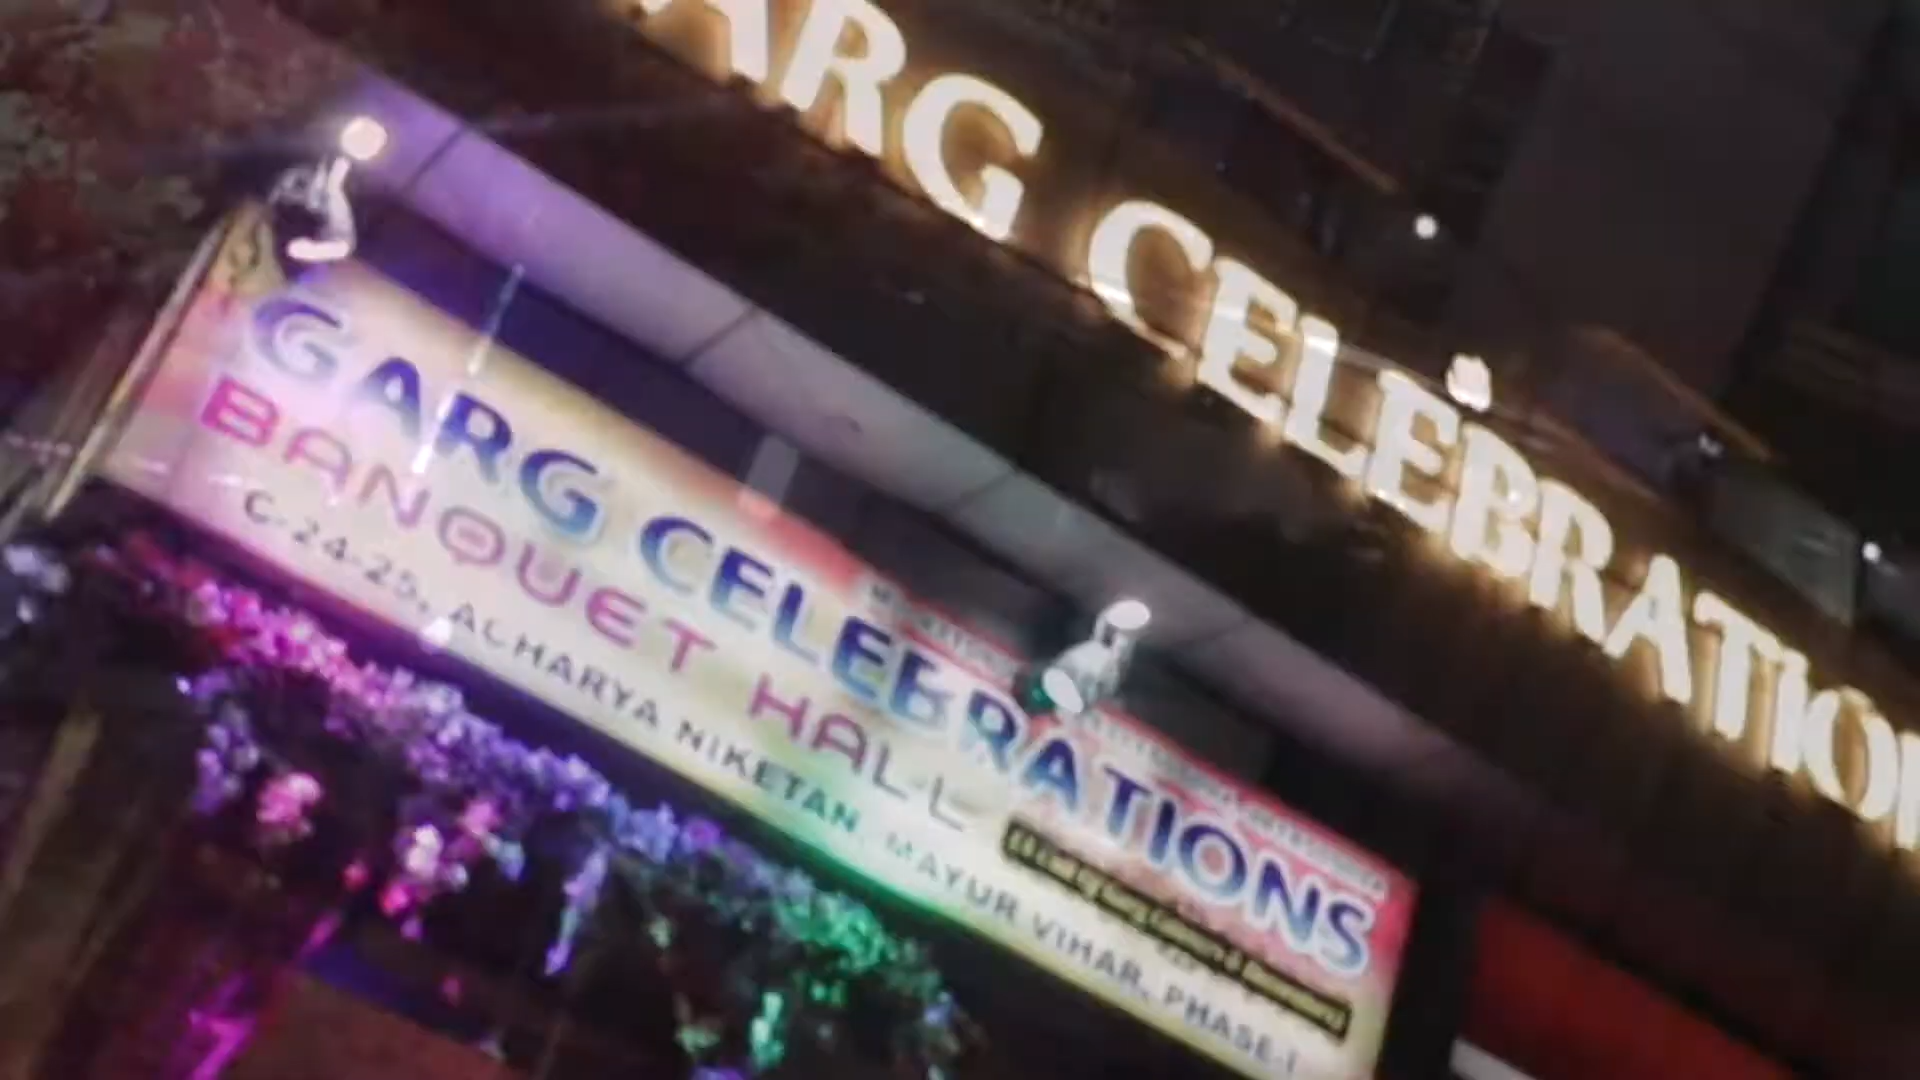 ARG CELEBRATION
GARG CELEBRATIONS
BANQUET HALL
C-24-25, ACHARYA NIKETAN, MAYUR VIHAR, PHASE-I